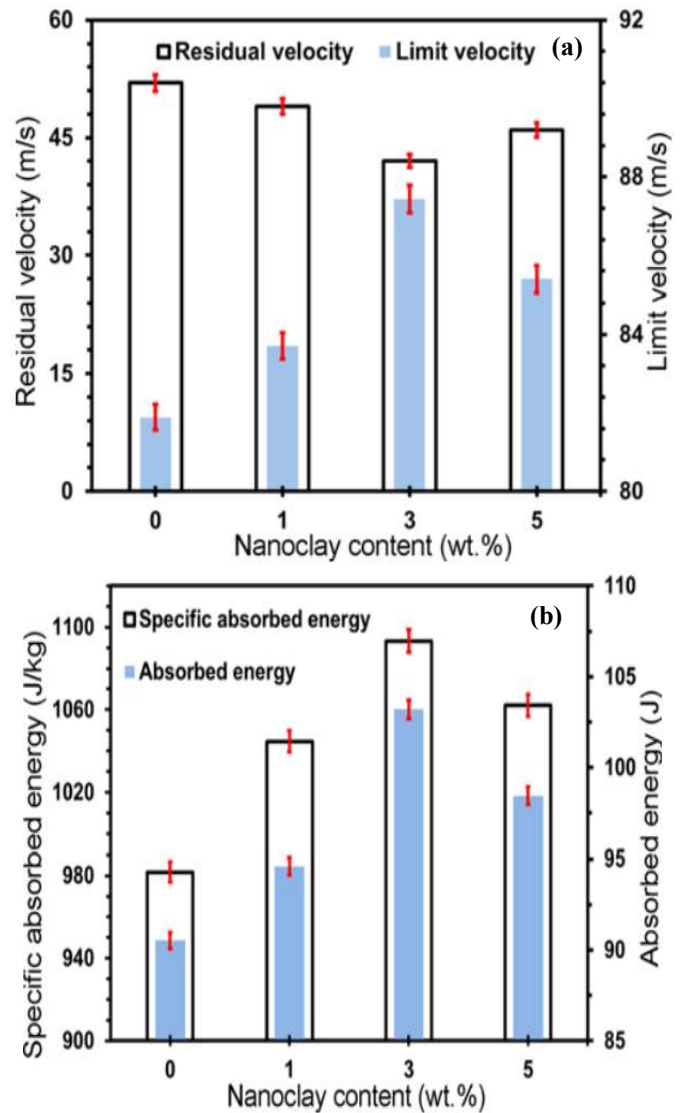 60
45
30
15
0
Residual velocity (m/s)
Residual velocity
Limit velocity
(a)
92
88
84
80
Limit velocity (m/s)
0 1 3 5
Nanoclay content (wt.%)
1100
1060
1020
980
940
900
Specific absorbed energy (J/kg)
Specific absorbed energy
Absorbed energy
(b)
110
105
100
95
90
85
Absorbed energy (J)
0 1 3 5
Nanoclay content (wt.%)